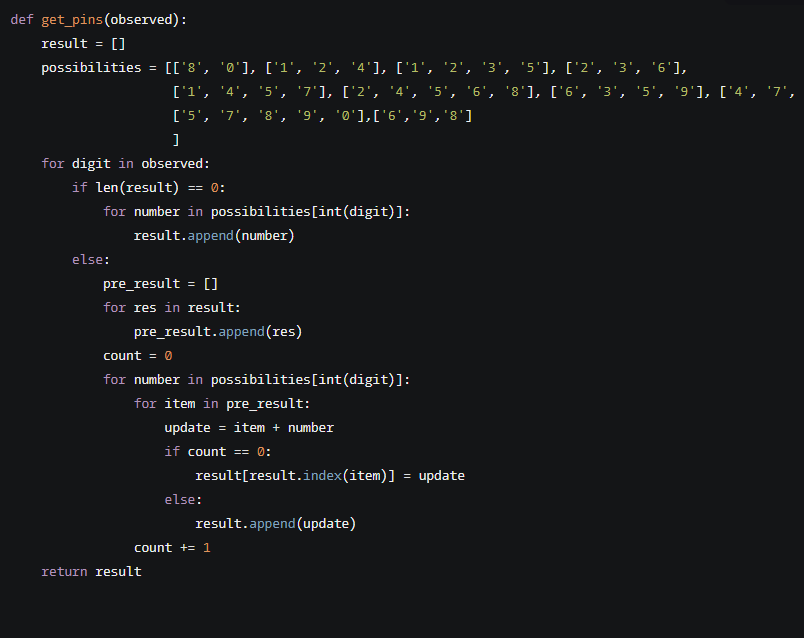 def get_pins(observed):
    result = []
    possibilities = [['8', '0'], ['1', '2', '4'], ['1', '2', '3', '5'], ['2', '3', '6'],
                     ['1', '4', '5', '7'], ['2', '4', '5', '6', '8'], ['6', '3', '5', '9'], ['4', '7',
                     ['5', '7', '8', '9', '0'],['6','9','8']
                     ]
    for digit in observed:
        if len(result) == 0:
            for number in possibilities[int(digit)]:
                result.append(number)
        else:
            pre_result = []
            for res in result:
                pre_result.append(res)
            count = 0
            for number in possibilities[int(digit)]:
                for item in pre_result:
                    update = item + number
                    if count == 0:
                        result[result.index(item)] = update
                    else:
                        result.append(update)
                count += 1
    return result